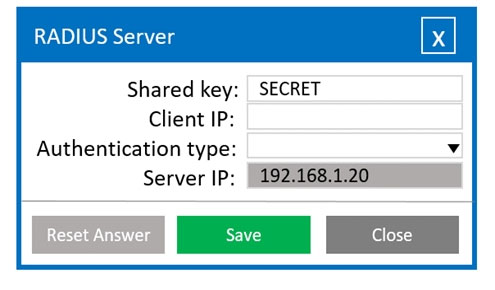 RADIUS Server X
Shared key: SECRET
Client IP:
Authentication type:
Server IP: 192.168.1.20
Reset Answer Save Close